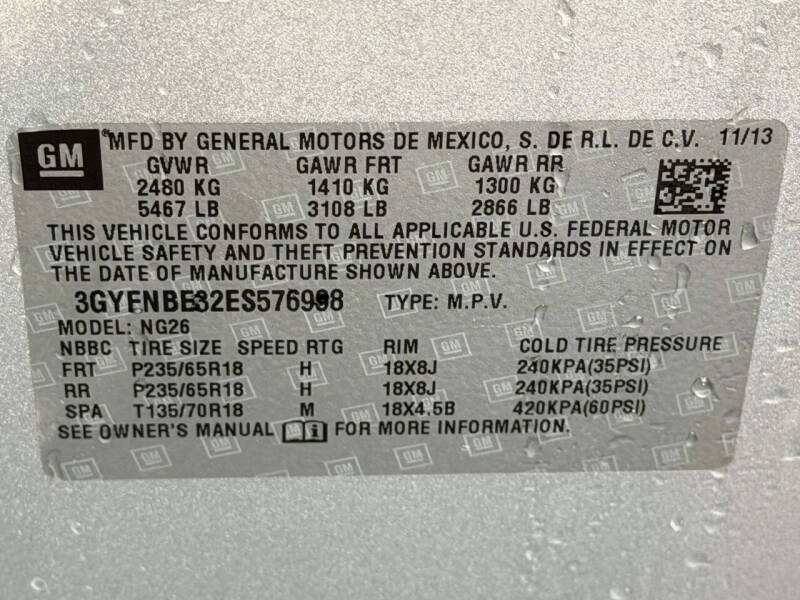 GM ® MFD BY GENERAL MOTORS DE MEXICO, S. DE R.L. DE C.V. 11/13
GVWR GAWR FRT GAWR RR
2480 KG 1410 KG 1300 KG
5467 LB 3108 LB 2866 LB
THIS VEHICLE CONFORMS TO ALL APPLICABLE U.S. FEDERAL MOTOR
VEHICLE SAFETY AND THEFT PREVENTION STANDARDS IN EFFECT ON
THE DATE OF MANUFACTURE SHOWN ABOVE.
3GYFNBE32ES576998 TYPE: M.P.V.
MODEL: NG26
NBBC TIRE SIZE SPEED RTG RIM COLD TIRE PRESSURE
FRT P235/65R18 H 18X8J 240KPA(35PSI)
RR P235/65R18 H 18X8J 240KPA(35PSI)
SPA T135/70R18 M 18X4.5B 420KPA(60PSI)
SEE OWNER'S MANUAL FOR MORE INFORMATION.